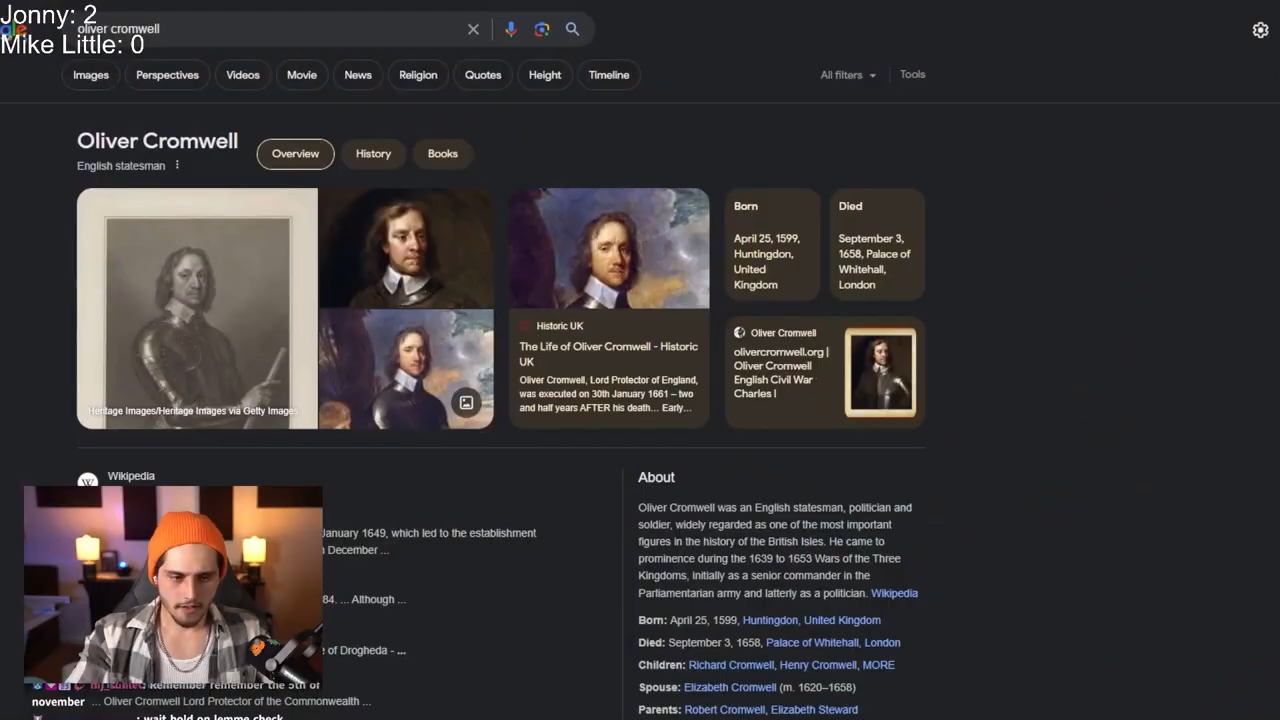 Jonny: 2
Mike Little: 0
oliver cromwell
Images
Perspectives
Videos
Movie
News
Religion
Quotes
Height
Timeline
All filters
Tools
Oliver Cromwell
English statesman
Overview
History
Books
Heritage Images/Heritage Images via Getty Images
Historic UK
The Life of Oliver Cromwell - Historic
UK
Oliver Cromwell, Lord Protector of England,
was executed on 30th January 1661 – two
and half years AFTER his death... Early...
Born
April 25, 1599,
Huntingdon,
United
Kingdom
Died
September 3,
1658, Palace of
Whitehall,
London
Oliver Cromwell
olivercromwell.org |
Oliver Cromwell
English Civil War
Charles I
Wikipedia
January 1649, which led to the establishment
December ...
84. ... Although ...
e of Drogheda - ...
Remember remember the 5th of
november
... Oliver Cromwell Lord Protector of the Commonwealth ...
: wait hold on lemme check
About
Oliver Cromwell was an English statesman, politician and
soldier, widely regarded as one of the most important
figures in the history of the British Isles. He came to
prominence during the 1639 to 1653 Wars of the Three
Kingdoms, initially as a senior commander in the
Parliamentarian army and latterly as a politician. Wikipedia
Born: April 25, 1599, Huntingdon, United Kingdom
Died: September 3, 1658, Palace of Whitehall, London
Children: Richard Cromwell, Henry Cromwell, MORE
Spouse: Elizabeth Cromwell (m. 1620–1658)
Parents: Robert Cromwell, Elizabeth Steward